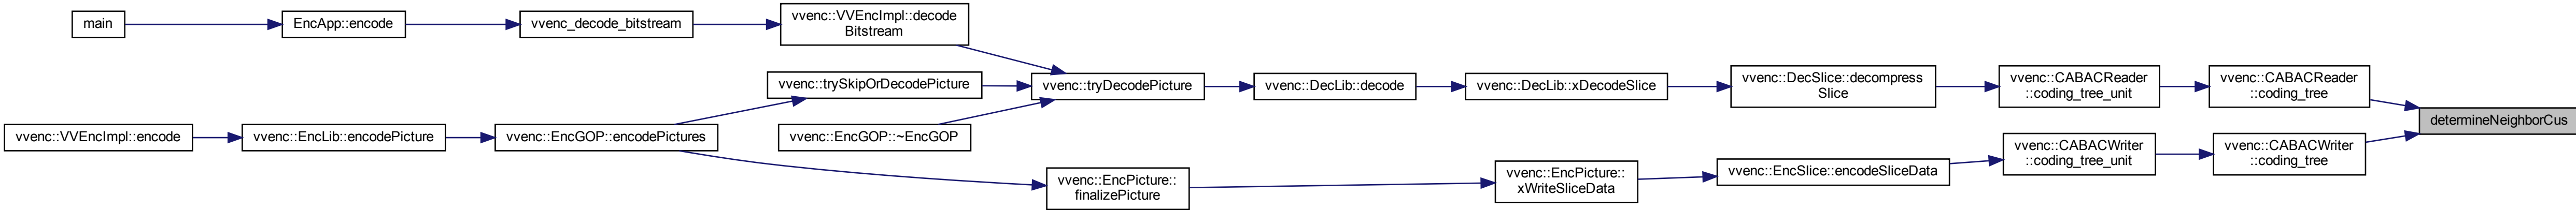 main
EncApp::encode
vvenc_decode_bitstream
vvenc::VVEncImpl::decode
Bitstream
vvenc::trySkipOrDecodePicture
vvenc::tryDecodePicture
vvenc::DecLib::decode
vvenc::DecLib::xDecodeSlice
vvenc::DecSlice::decompress
Slice
vvenc::CABACReader
::coding_tree_unit
vvenc::CABACReader
::coding_tree
determineNeighborCus
vvenc::VVEncImpl::encode
vvenc::EncLib::encodePicture
vvenc::EncGOP::encodePictures
vvenc::EncGOP::~EncGOP
vvenc::EncPicture::
finalizePicture
vvenc::EncPicture::
xWriteSliceData
vvenc::EncSlice::encodeSliceData
vvenc::CABACWriter
::coding_tree_unit
vvenc::CABACWriter
::coding_tree